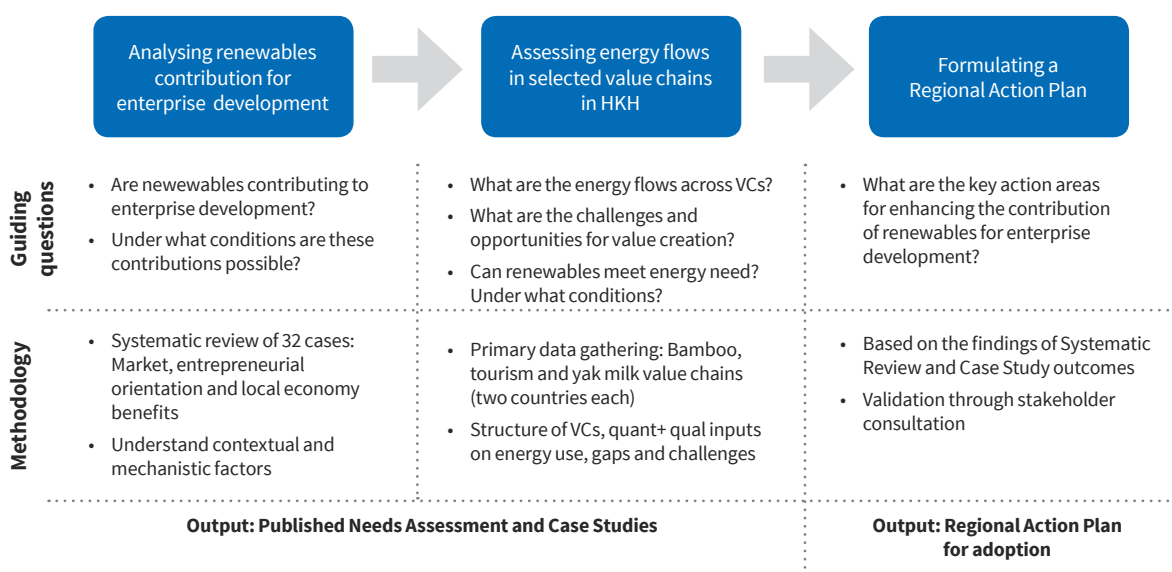 Analysing renewables
contribution for
enterprise development
Assessing energy flows
in selected value chains
in HKH
Formulating a
Regional Action Plan
Guiding
questions
• Are newewables contributing to
enterprise development?
• Under what conditions are these
contributions possible?
• What are the energy flows across VCs?
• What are the challenges and
opportunities for value creation?
• Can renewables meet energy need?
Under what conditions?
• What are the key action areas
for enhancing the contribution
of renewables for enterprise
development?
Methodology
• Systematic review of 32 cases:
Market, entrepreneurial
orientation and local economy
benefits
• Understand contextual and
mechanistic factors
• Primary data gathering: Bamboo,
tourism and yak milk value chains
(two countries each)
• Structure of VCs, quant+ qual inputs
on energy use, gaps and challenges
• Based on the findings of Systematic
Review and Case Study outcomes
• Validation through stakeholder
consultation
Output: Published Needs Assessment and Case Studies
Output: Regional Action Plan
for adoption